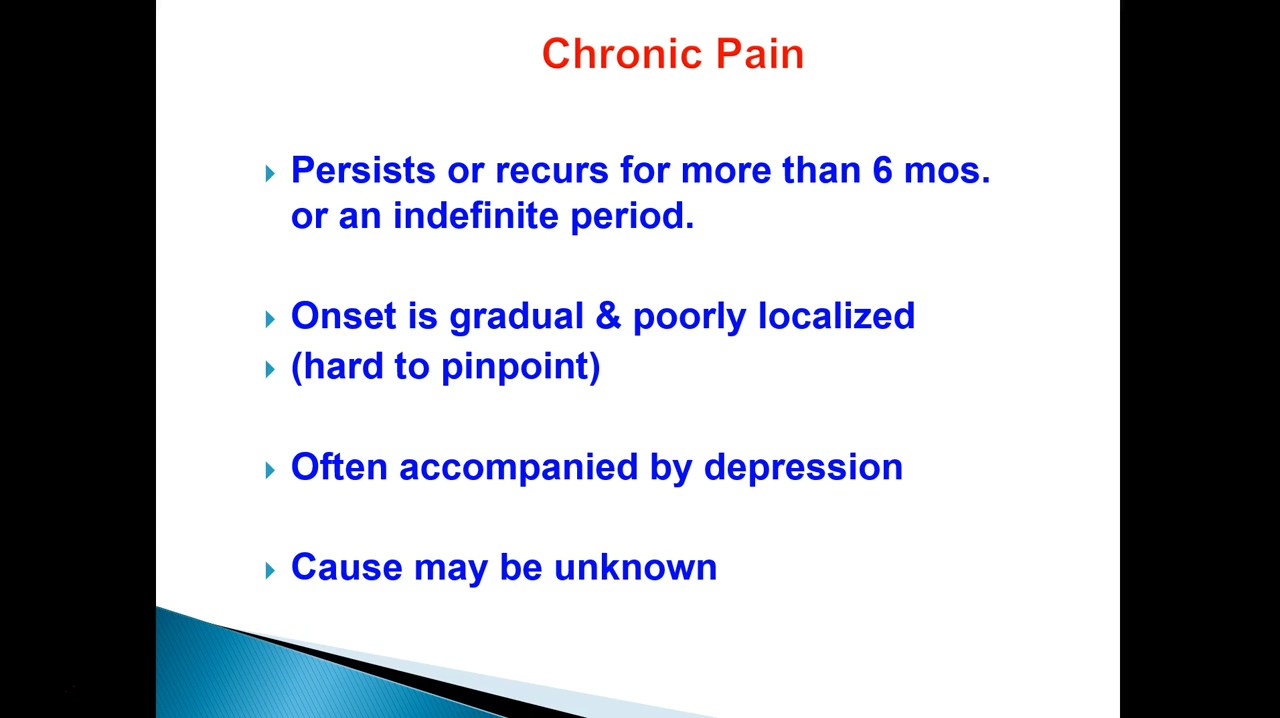 Chronic Pain
Persists or recurs for more than 6 mos.
or an indefinite period.
Onset is gradual & poorly localized
(hard to pinpoint)
Often accompanied by depression
Cause may be unknown